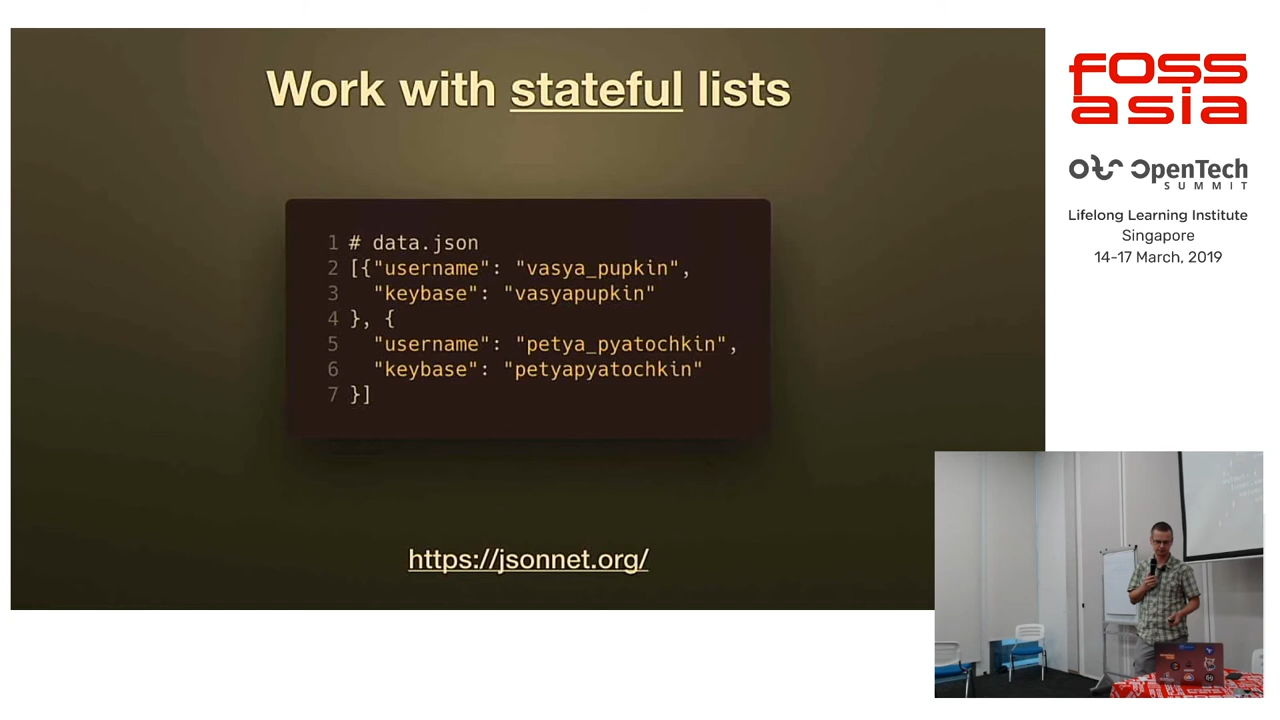 Work with stateful lists
1 # data.json
2 [{"username": "vasya_pupkin",
3 "keybase": "vasyapupkin"
4 }, {
5 "username": "petya_pyatochkin",
6 "keybase": "petyapyatochkin"
7 }]
https://jsonnet.org/
FOSS
asia
OpenTech
SUMMIT
Lifelong Learning Institute
Singapore
14-17 March, 2019